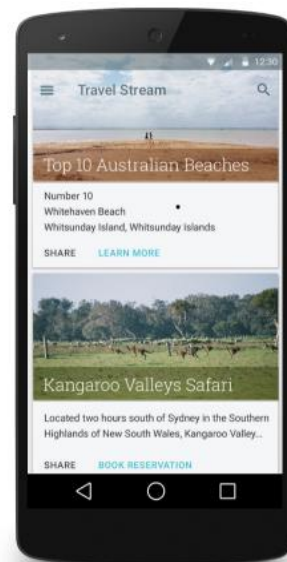 12:30
Travel Stream
Top 10 Australian Beaches
Number 10
Whitehaven Beach
Whitsunday Island, Whitsunday Islands
SHARE LEARN MORE
Kangaroo Valleys Safari
Located two hours south of Sydney in the Southern
Highlands of New South Wales, Kangaroo Valley...
SHARE BOOK RESERVATION